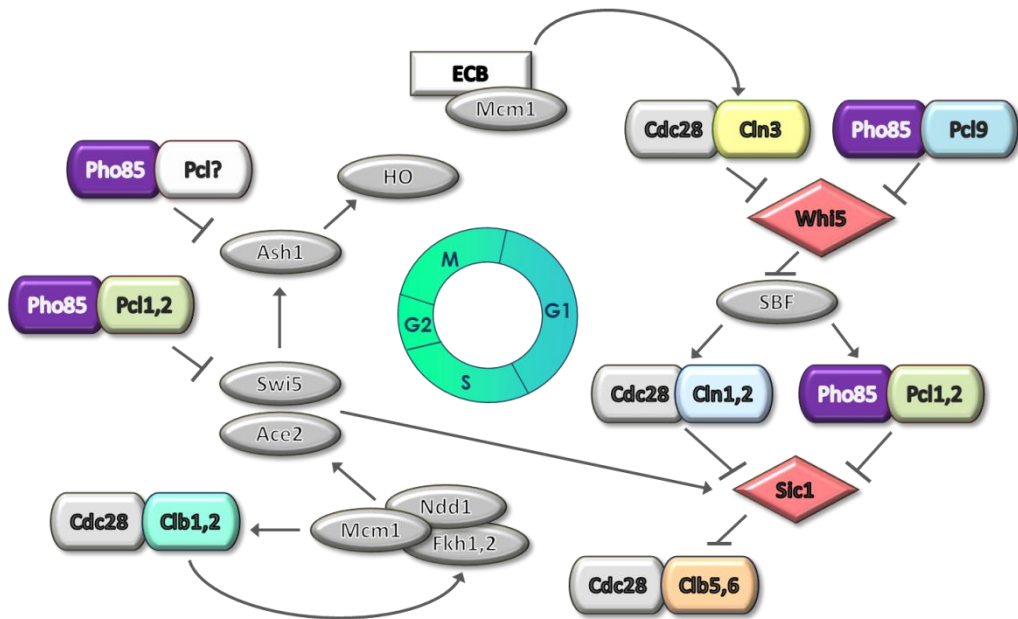 ECB
Mcm1
Cdc28 Cln3
Pho85 Pcl9
Whi5
SBF
Cdc28 Cln1,2
Pho85 Pcl1,2
Sic1
Cdc28 Clb5,6
Pho85 Pcl?
HO
Ash1
Pho85 Pcl1,2
Swi5
Ace2
Ndd1
Mcm1
Fkh1,2
Cdc28 Clb1,2
M
G1
G2
S